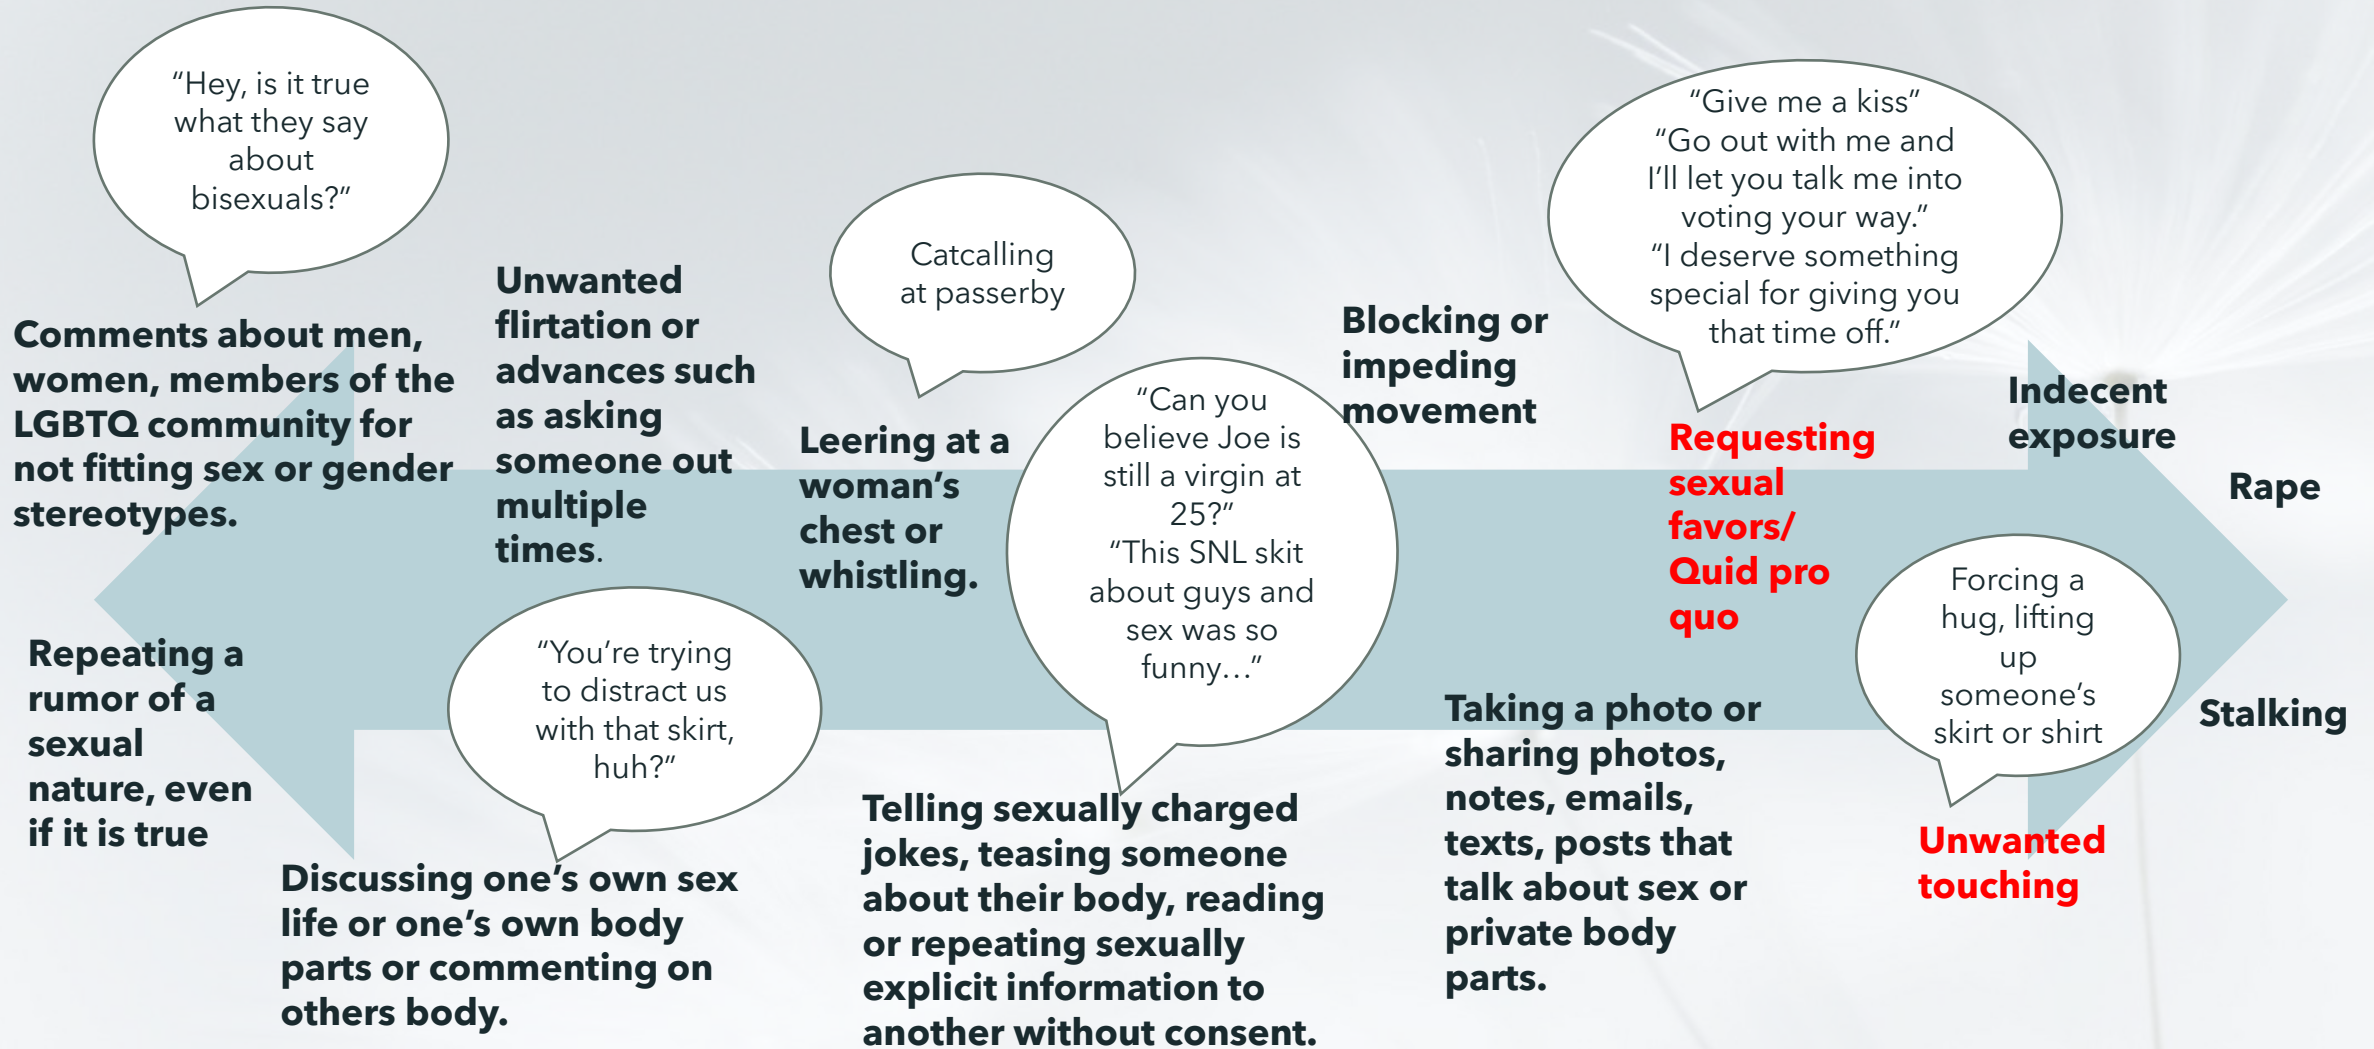 “Hey, is it true
what they say
about
bisexuals?”
Comments about men,
women, members of the
LGBTQ community for
not fitting sex or gender
stereotypes.
Unwanted
flirtation or
advances such
as asking
someone out
multiple
times.
Catcalling
at passerby
Leering at a
woman’s
chest or
whistling.
“Can you
believe Joe is
still a virgin at
25?”
“This SNL skit
about guys and
sex was so
funny…”
Blocking or
impeding
movement
“Give me a kiss”
“Go out with me and
I’ll let you talk me into
voting your way.”
“I deserve something
special for giving you
that time off.”
Requesting
sexual
favors/
Quid pro
quo
Indecent
exposure
Rape
Repeating a
rumor of a
sexual
nature, even
if it is true
“You’re trying
to distract us
with that skirt,
huh?”
Discussing one’s own sex
life or one’s own body
parts or commenting on
others body.
Telling sexually charged
jokes, teasing someone
about their body, reading
or repeating sexually
explicit information to
another without consent.
Taking a photo or
sharing photos,
notes, emails,
texts, posts that
talk about sex or
private body
parts.
Forcing a
hug, lifting
up
someone’s
skirt or shirt
Unwanted
touching
Stalking